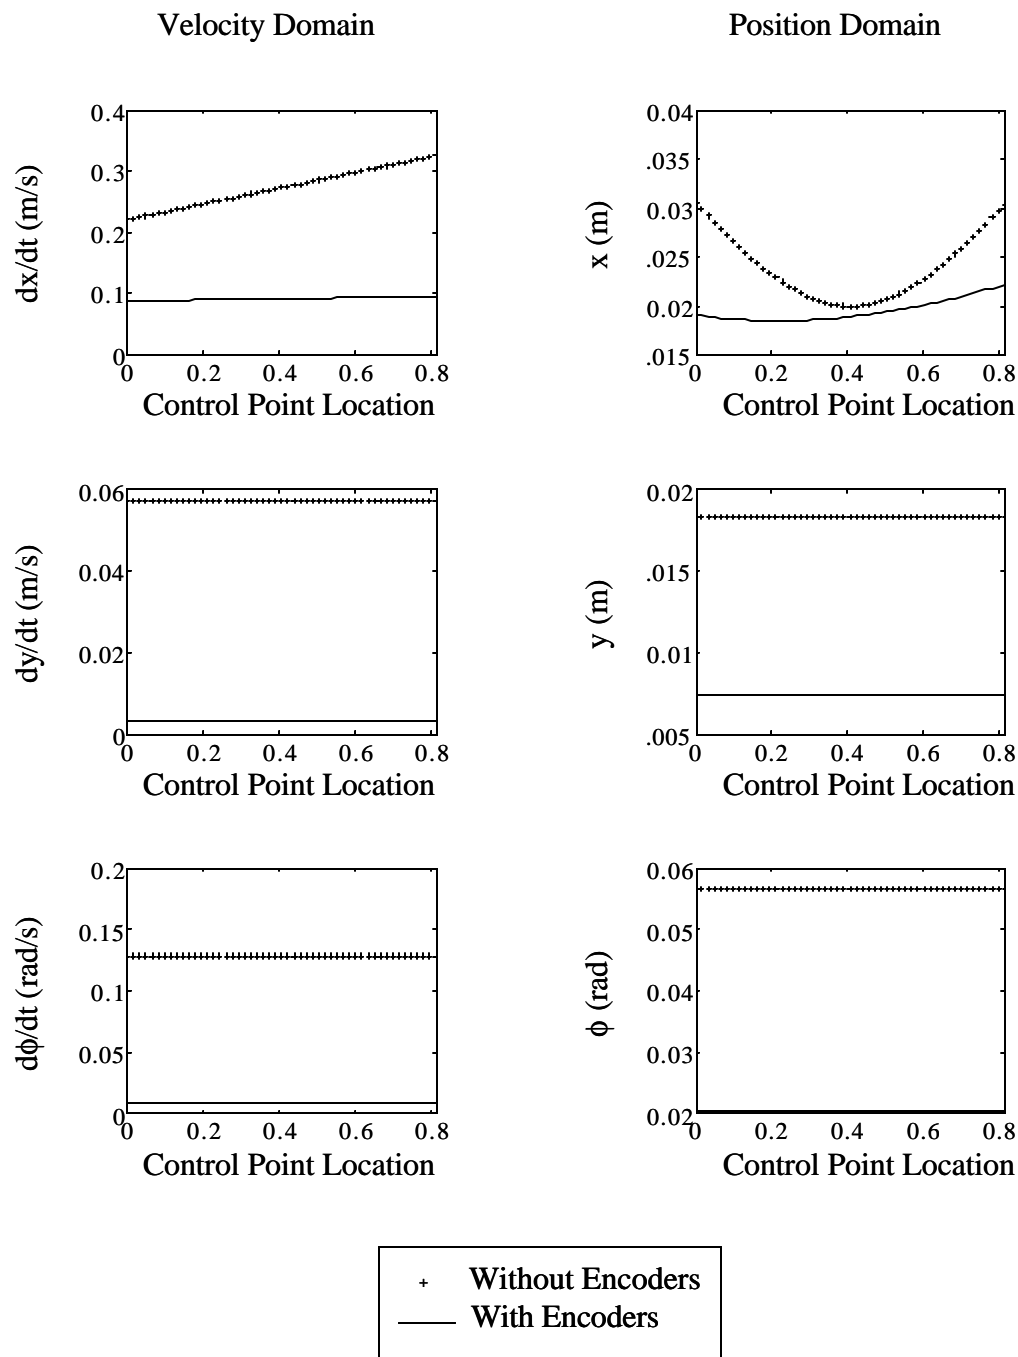 Velocity Domain
Position Domain
dx/dt (m/s)
0.4
0.3
0.2
0.1
0
0 0.2 0.4 0.6 0.8
Control Point Location
x (m)
0.04
.035
0.03
.025
0.02
.015
0 0.2 0.4 0.6 0.8
Control Point Location
dy/dt (m/s)
0.06
0.04
0.02
0
0 0.2 0.4 0.6 0.8
Control Point Location
y (m)
0.02
.015
0.01
.005
0 0.2 0.4 0.6 0.8
Control Point Location
dϕ/dt (rad/s)
0.2
0.15
0.1
0.05
0
0 0.2 0.4 0.6 0.8
Control Point Location
ϕ (rad)
0.06
0.05
0.04
0.03
0.02
0 0.2 0.4 0.6 0.8
Control Point Location
Without Encoders
With Encoders